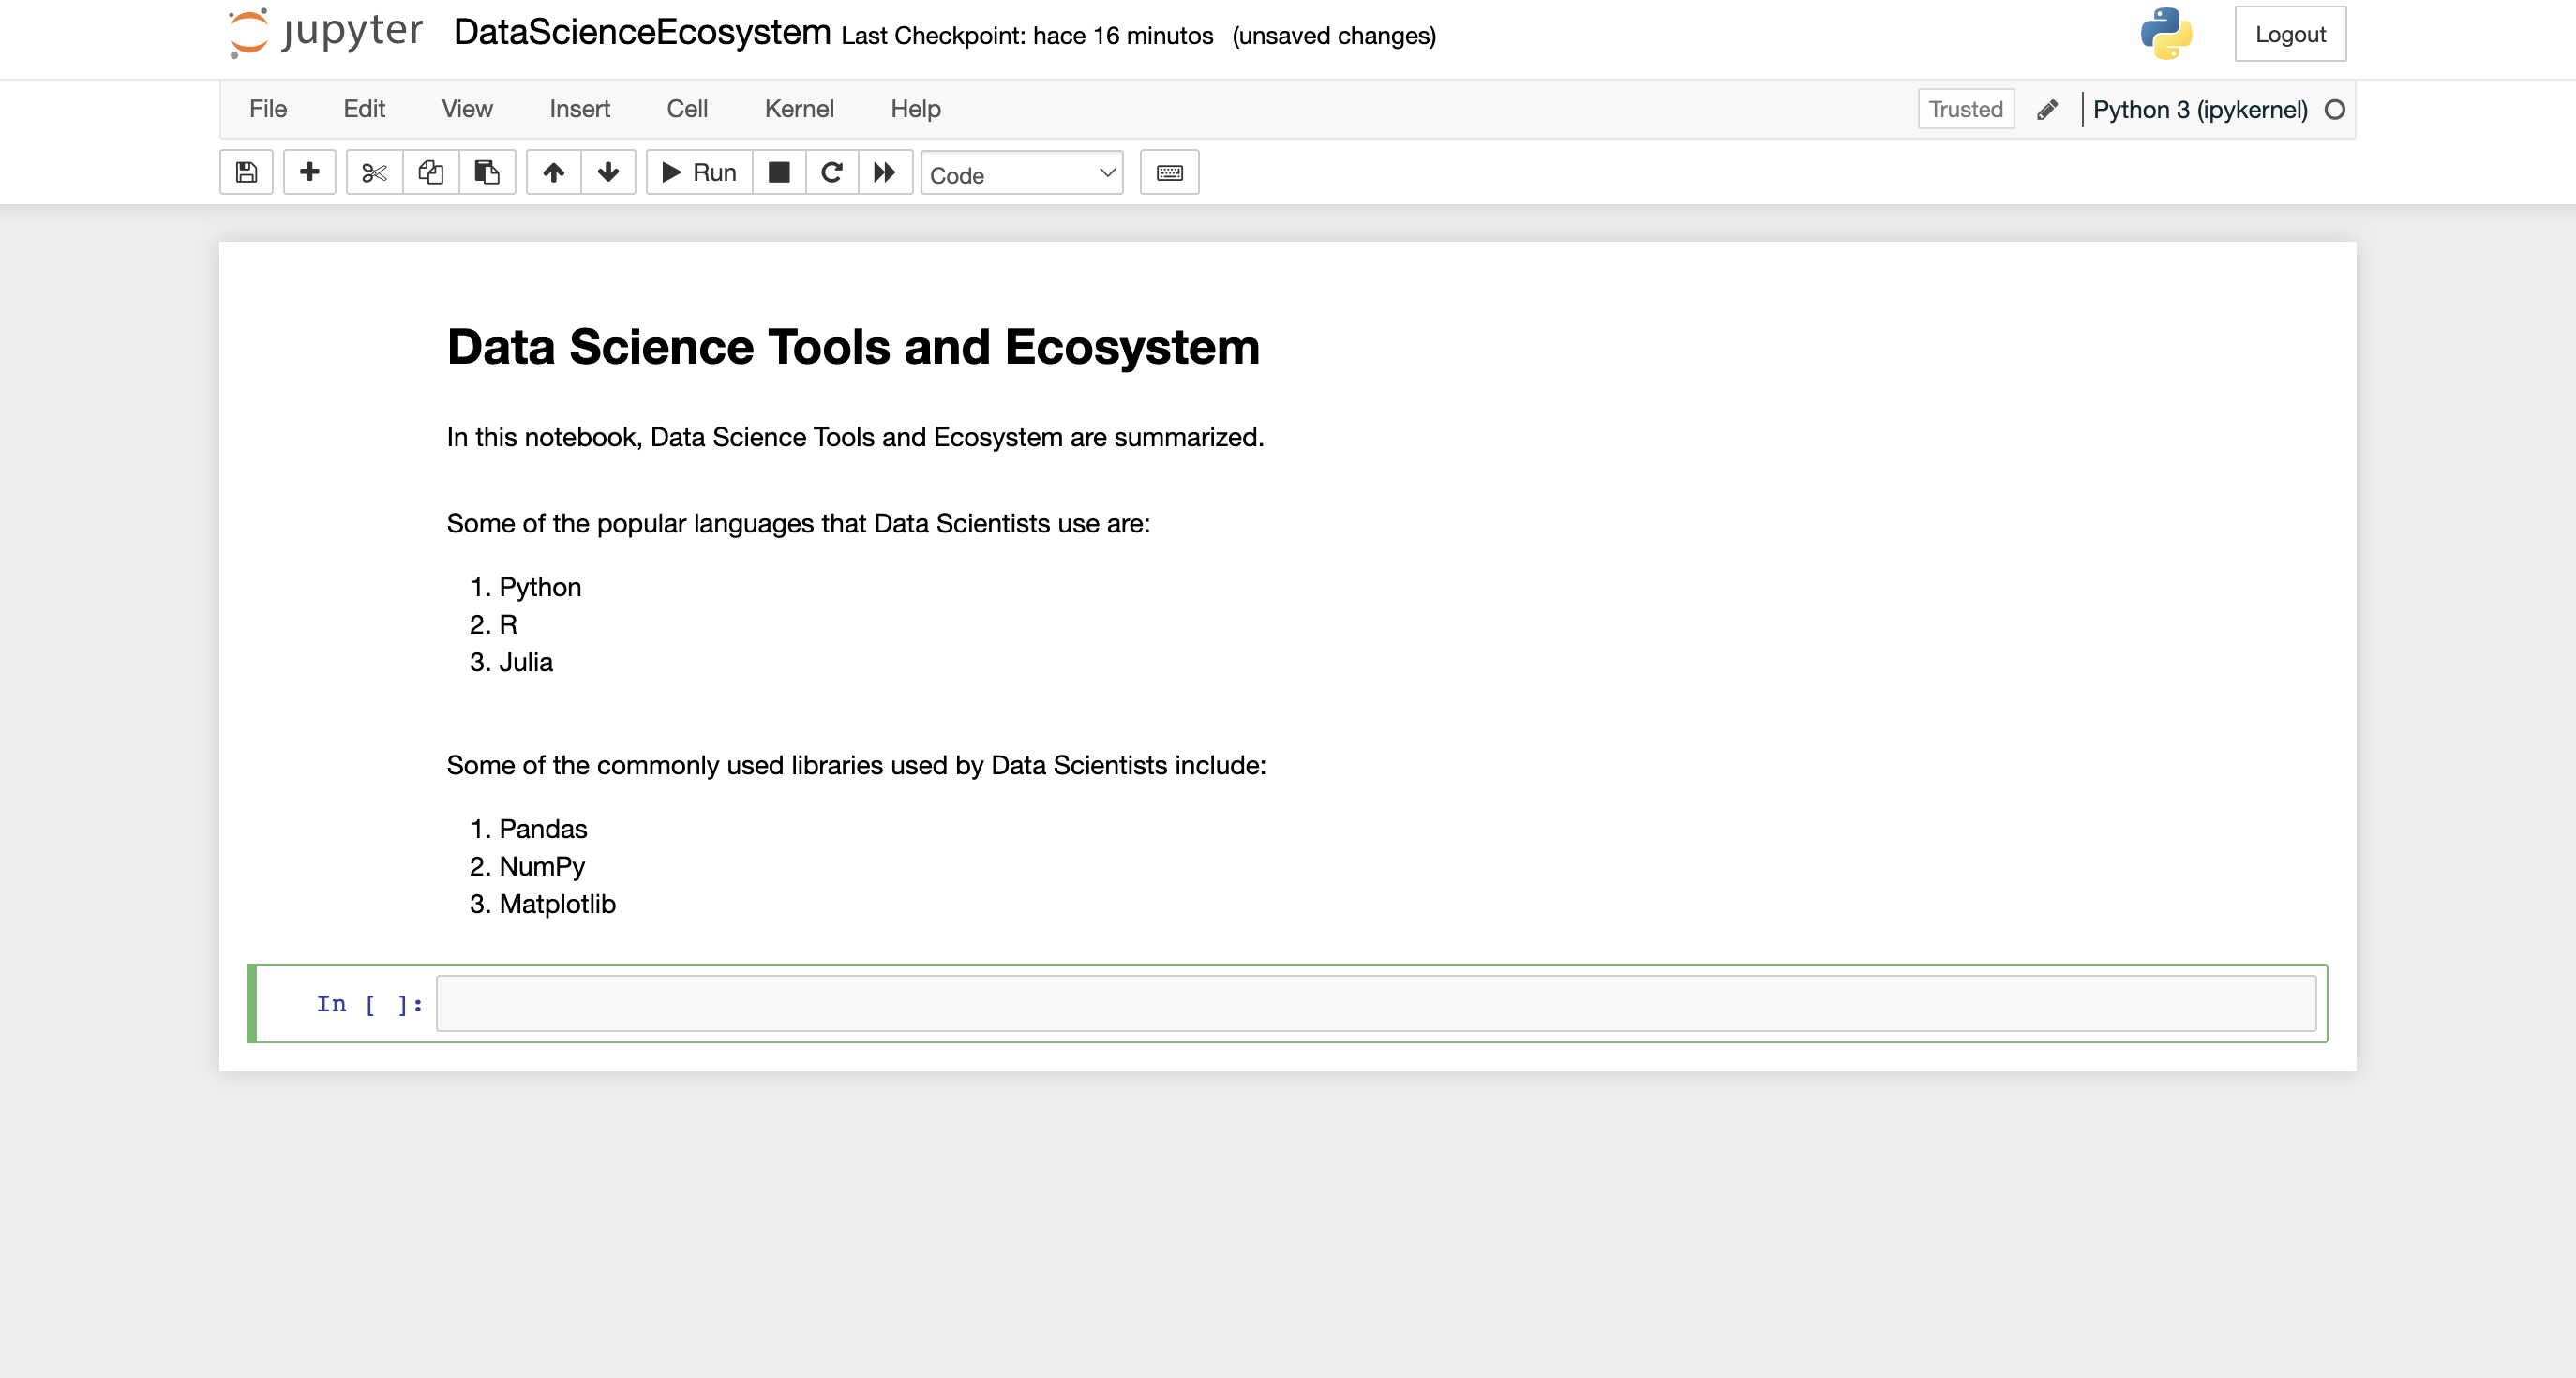 jupyter DataScienceEcosystem Last Checkpoint: hace 16 minutos (unsaved changes) Logout
File Edit View Insert Cell Kernel Help Trusted Python 3 (ipykernel)
Run Code
Data Science Tools and Ecosystem
In this notebook, Data Science Tools and Ecosystem are summarized.
Some of the popular languages that Data Scientists use are:
1. Python
2. R
3. Julia
Some of the commonly used libraries used by Data Scientists include:
1. Pandas
2. NumPy
3. Matplotlib
In [ ]: